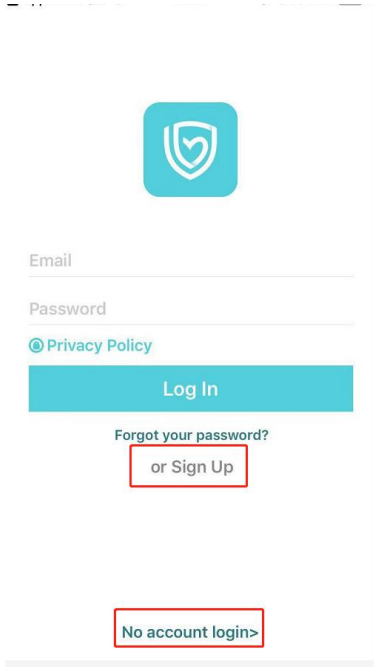 Email
Password
Privacy Policy
Log In
Forgot your password?
or Sign Up
No account login>